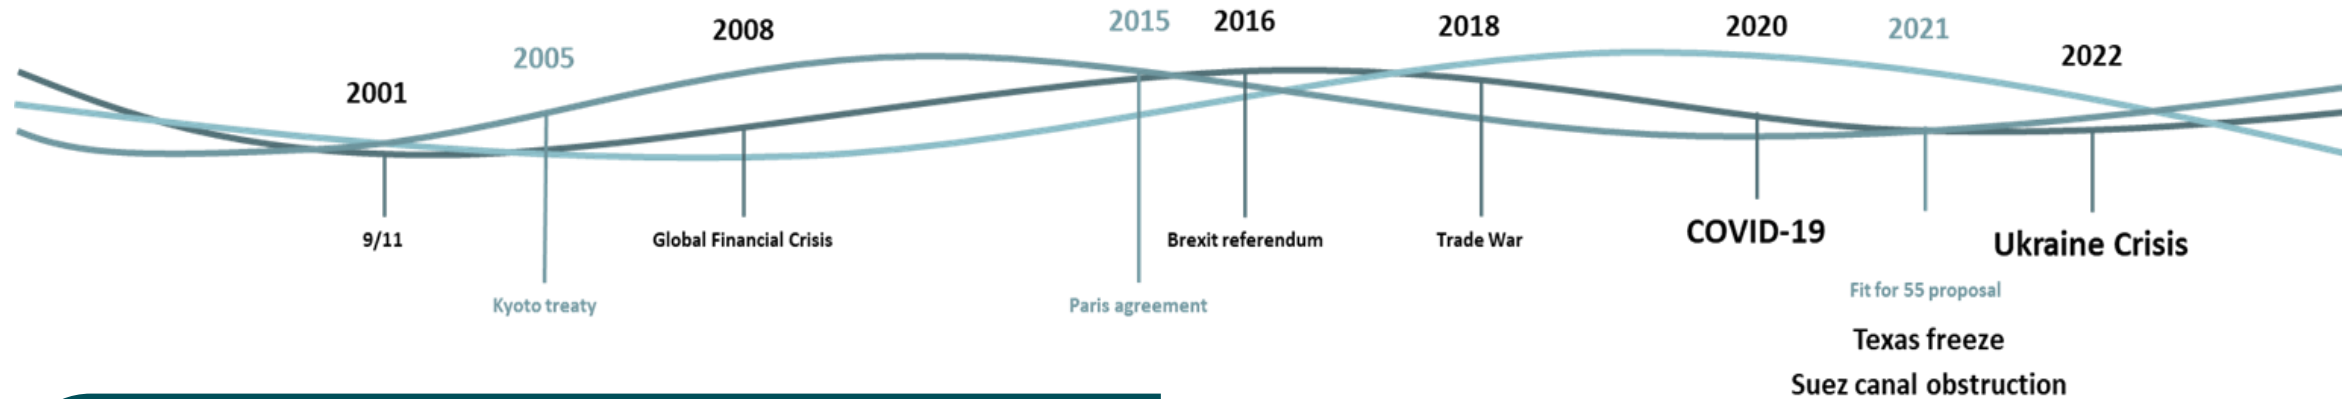 2001
2005
2008
2015
2016
2018
2020
2021
2022
9/11
Kyoto treaty
Global Financial Crisis
Paris agreement
Brexit referendum
Trade War
COVID-19
Fit for 55 proposal
Texas freeze
Suez canal obstruction
Ukraine Crisis